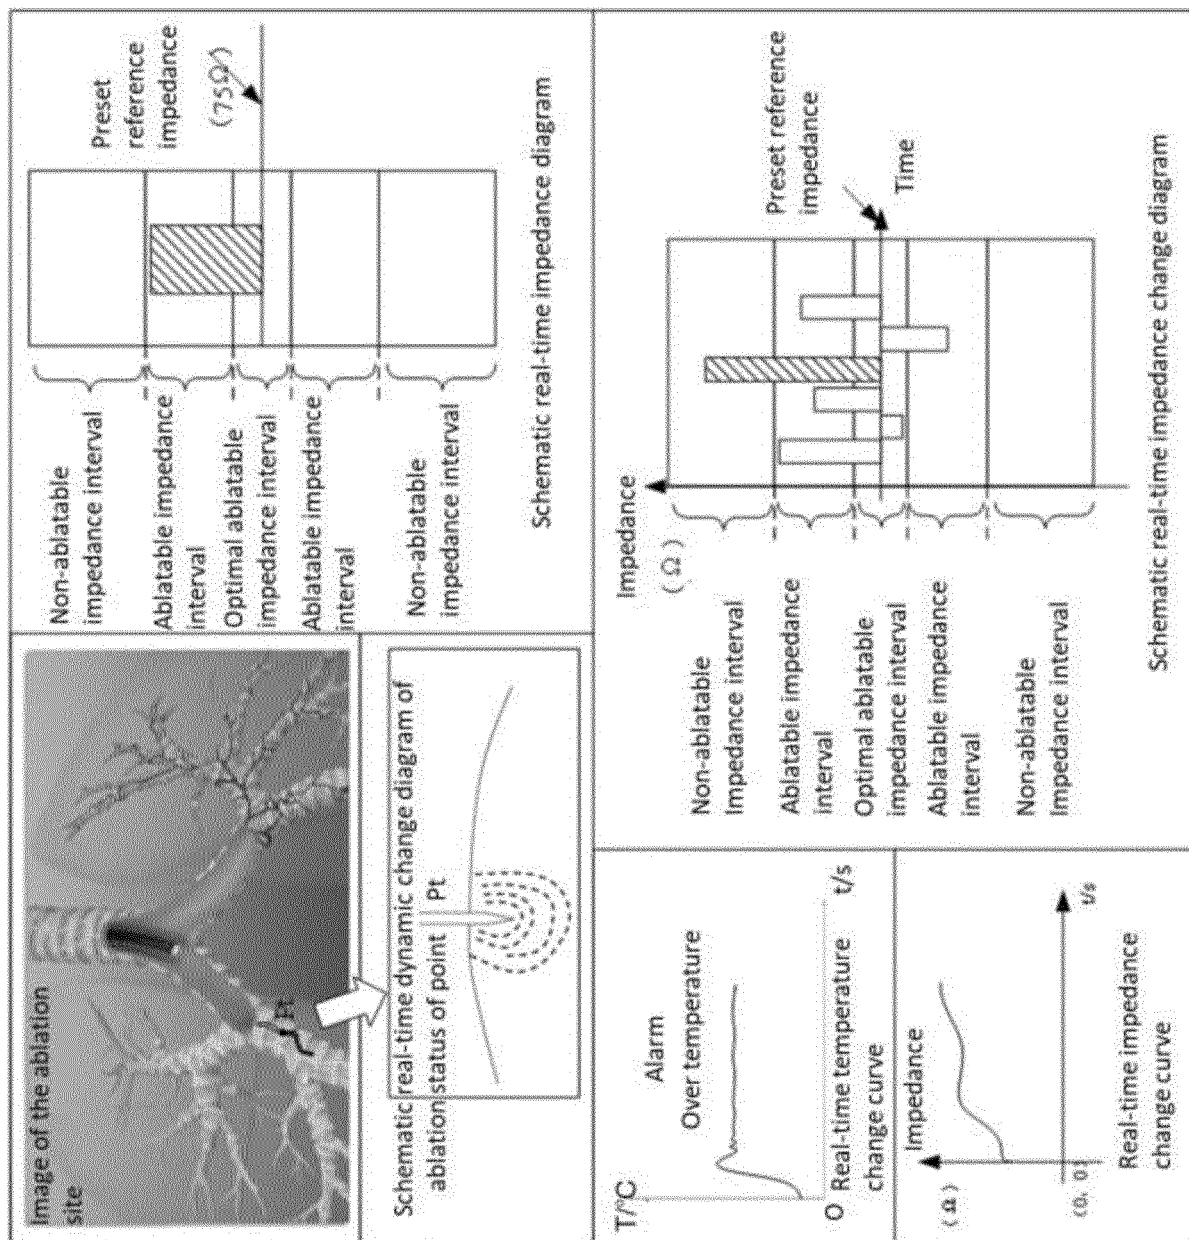 Image of the ablation
site
Pt
Schematic real-time dynamic change diagram of
ablation status of point Pt
Non-ablatable
impedance interval
Ablatable impedance
interval
Optimal ablatable
impedance interval
Ablatable impedance
interval
Non-ablatable
impedance interval
Preset
reference
impedance
(75Ω)
Schematic real-time impedance diagram
T/°C
Alarm
Over temperature
O
t/s
Real-time temperature
change curve
Impedance
(Ω)
(0, 0)
t/s
Real-time impedance
change curve
Impedance
(Ω)
Non-ablatable
Impedance interval
Ablatable impedance
interval
Optimal ablatable
impedance interval
Ablatable impedance
interval
Non-ablatable
Impedance interval
Preset reference
impedance
Time
Schematic real-time impedance change diagram